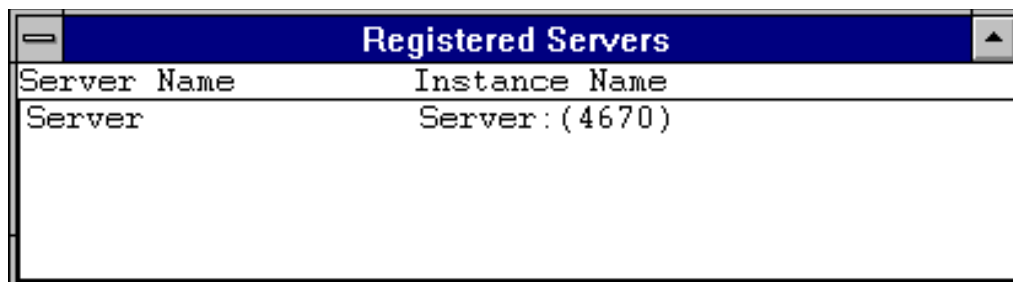 Registered Servers
Server Name Instance Name
Server Server:(4670)